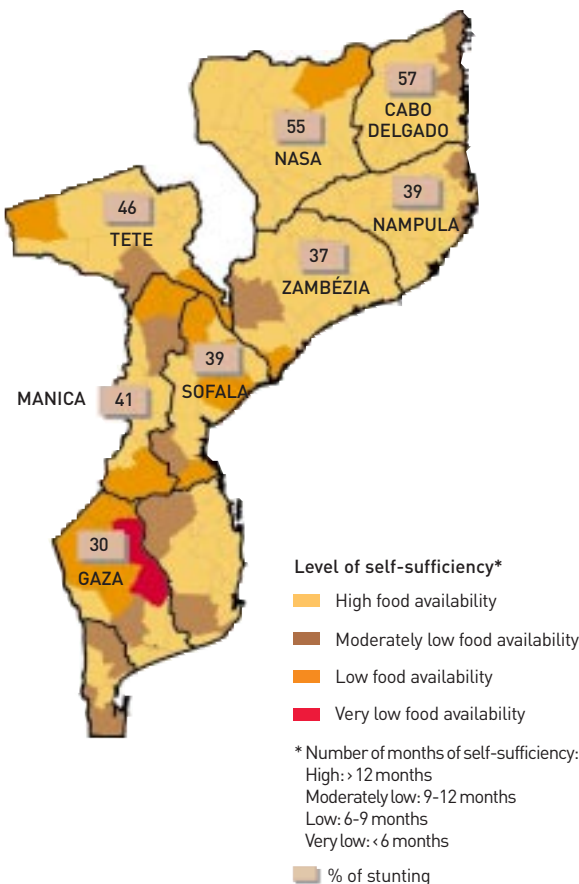 57
CABO
DELGADO
55
NASA
39
NAMPULA
46
TETE
37
ZAMBÉZIA
39
SOFALA
MANICA 41
30
GAZA
Level of self-sufficiency*
High food availability
Moderately low food availability
Low food availability
Very low food availability
* Number of months of self-sufficiency:
High: › 12 months
Moderately low: 9-12 months
Low: 6-9 months
Very low: ‹ 6 months
% of stunting